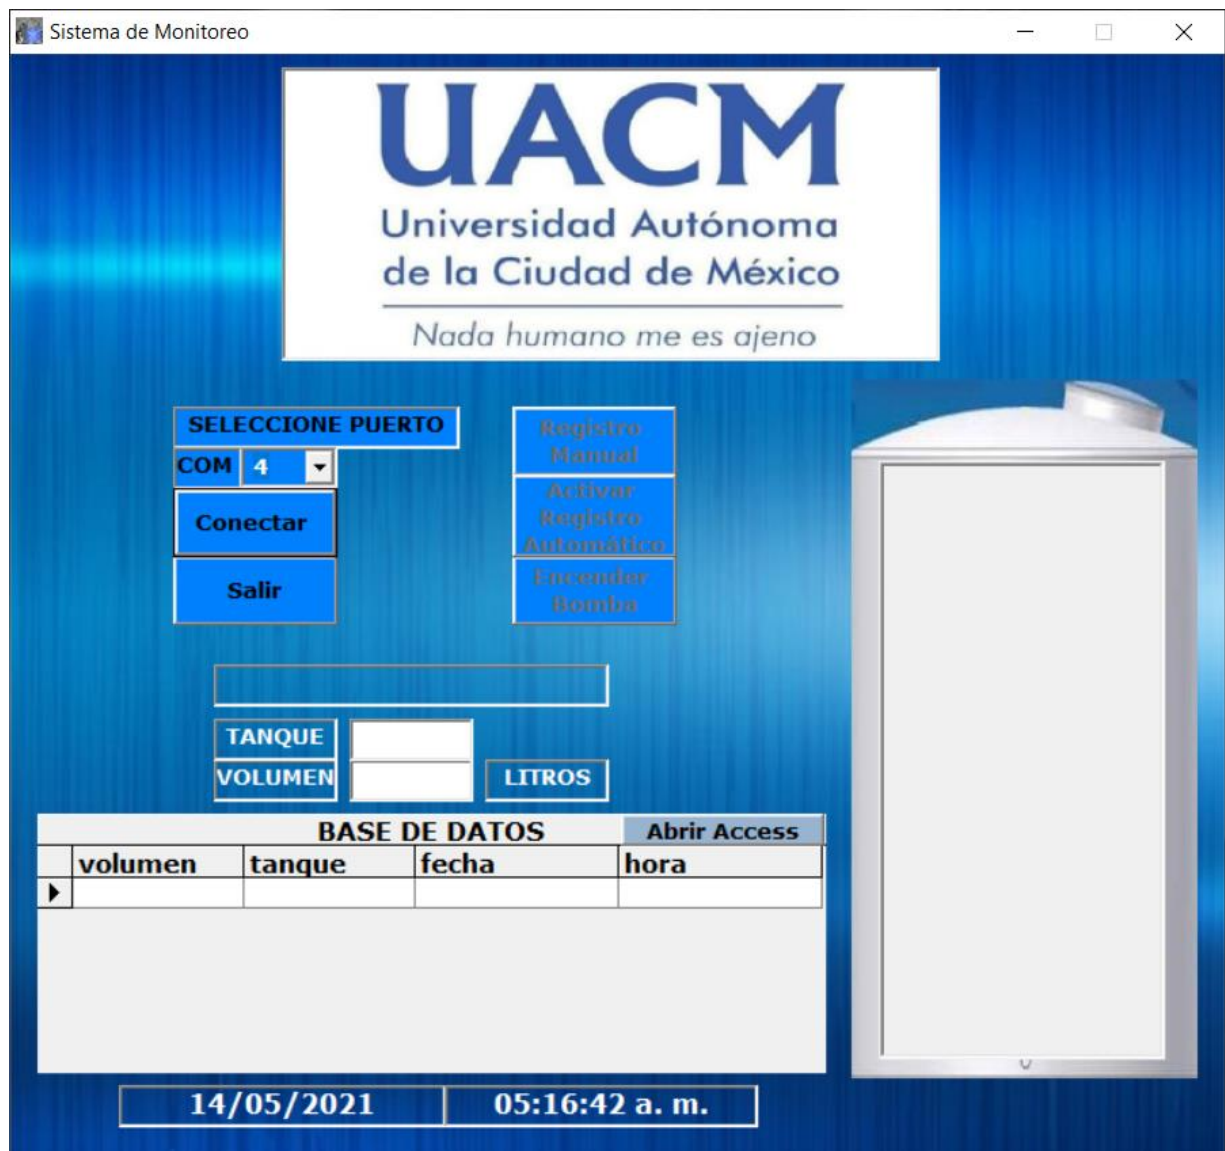 Sistema de Monitoreo
UACM
Universidad Autónoma
de la Ciudad de México
Nada humano me es ajeno
SELECCIONE PUERTO
COM 4
Conectar
Salir
Registro
Manual
Activar
Registro
Automático
Encender
Bomba
TANQUE
VOLUMEN
LITROS
BASE DE DATOS
Abrir Access
volumen tanque fecha hora
14/05/2021 05:16:42 a. m.